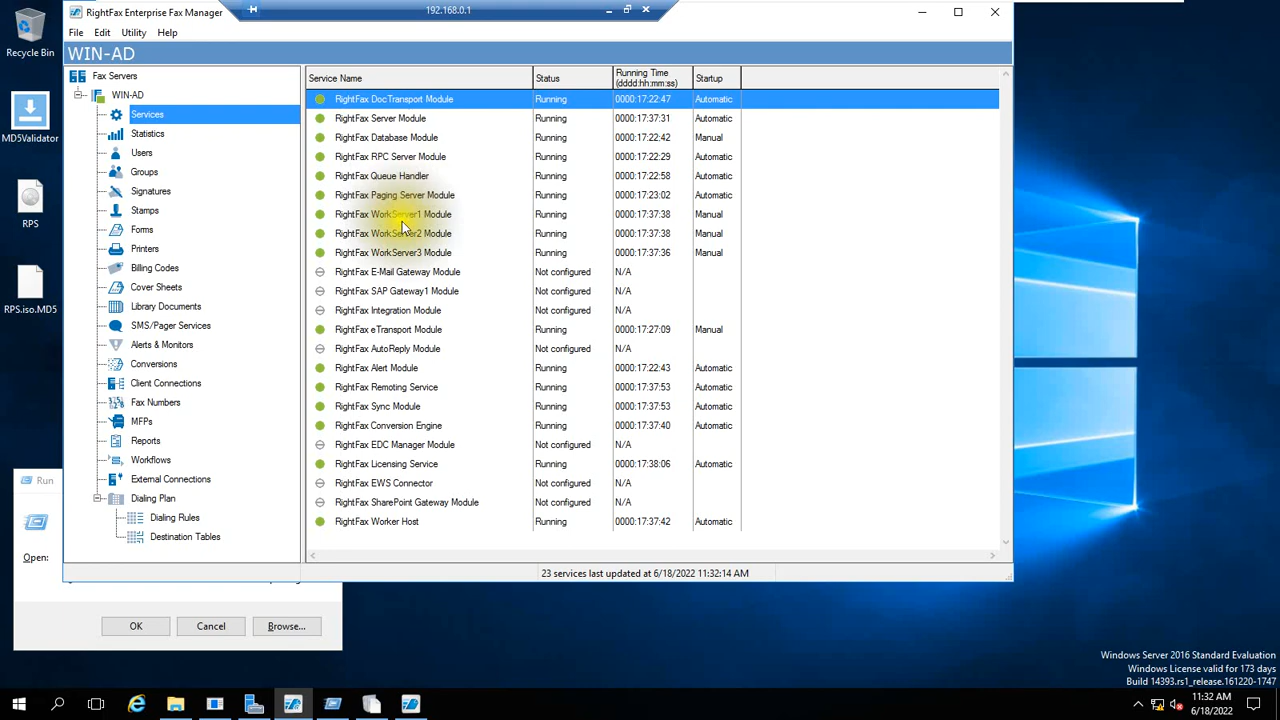 192.168.0.1
Recycle Bin
MD5Validator
RPS
RPS.iso.MD5
RightFax Enterprise Fax Manager
File Edit Utility Help
WIN-AD
Fax Servers
WIN-AD
Services
Statistics
Users
Groups
Signatures
Stamps
Forms
Printers
Billing Codes
Cover Sheets
Library Documents
SMS/Pager Services
Alerts & Monitors
Conversions
Client Connections
Fax Numbers
MFPs
Reports
Workflows
External Connections
Dialing Plan
Dialing Rules
Destination Tables
Service Name Status Running Time (dddd:hh:mm:ss) Startup
RightFax DocTransport Module Running 0000:17:22:47 Automatic
RightFax Server Module Running 0000:17:37:31 Automatic
RightFax Database Module Running 0000:17:22:42 Manual
RightFax RPC Server Module Running 0000:17:22:29 Automatic
RightFax Queue Handler Running 0000:17:22:58 Automatic
RightFax Paging Server Module Running 0000:17:23:02 Automatic
RightFax WorkServer1 Module Running 0000:17:37:38 Manual
RightFax WorkServer2 Module Running 0000:17:37:38 Manual
RightFax WorkServer3 Module Running 0000:17:37:36 Manual
RightFax E-Mail Gateway Module Not configured N/A
RightFax SAP Gateway1 Module Not configured N/A
RightFax Integration Module Not configured N/A
RightFax eTransport Module Running 0000:17:27:09 Manual
RightFax AutoReply Module Not configured N/A
RightFax Alert Module Running 0000:17:22:43 Automatic
RightFax Remoting Service Running 0000:17:37:53 Automatic
RightFax Sync Module Running 0000:17:37:53 Automatic
RightFax Conversion Engine Running 0000:17:37:40 Automatic
RightFax EDC Manager Module Not configured N/A
RightFax Licensing Service Running 0000:17:38:06 Automatic
RightFax EWS Connector Not configured N/A
RightFax SharePoint Gateway Module Not configured N/A
RightFax Worker Host Running 0000:17:37:42 Automatic
23 services last updated at 6/18/2022 11:32:14 AM
Run
Open:
OK Cancel Browse...
Windows Server 2016 Standard Evaluation
Windows License valid for 173 days
Build 14393.rs1_release.161220-1747
11:32 AM
6/18/2022